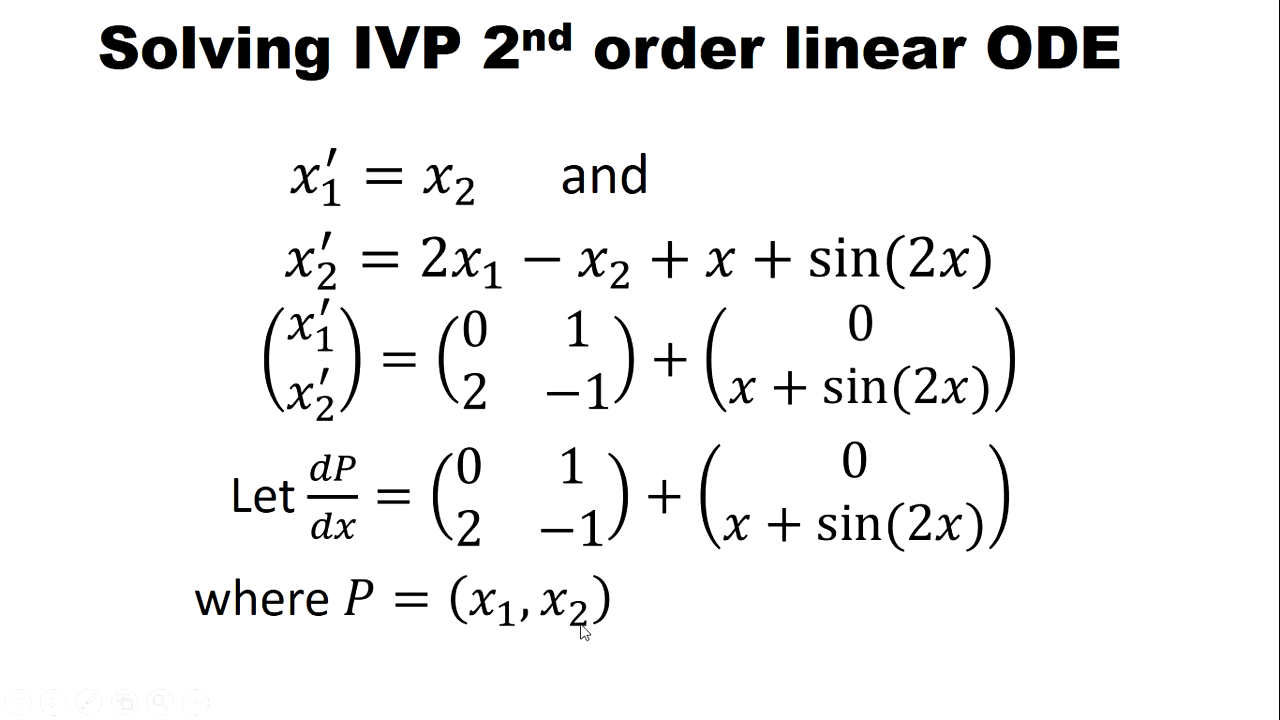 Solving IVP 2ⁿᵈ order linear ODE
x₁′ = x₂ and
x₂′ = 2x₁ − x₂ + x + sin(2x)
(x₁′ x₂′) = (0 1 2 −1) + (0 x + sin(2x))
Let dP/dx = (0 1 2 −1) + (0 x + sin(2x))
where P = (x₁, x₂)